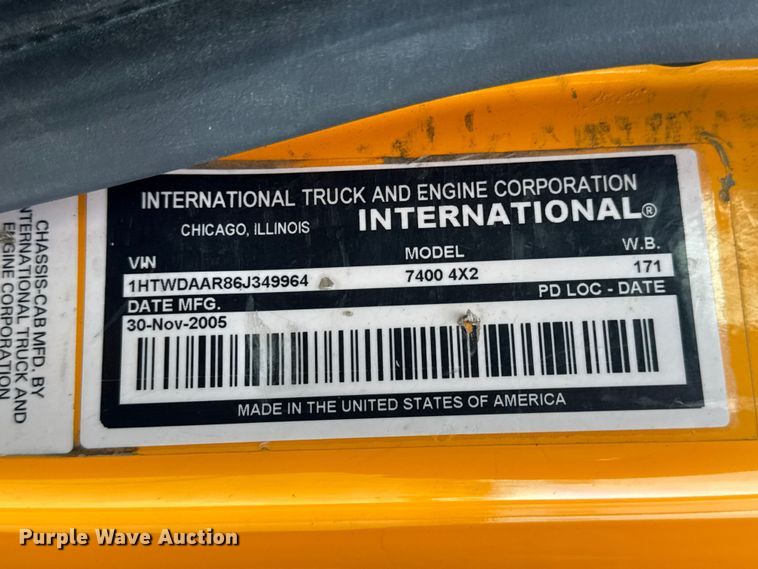 INTERNATIONAL TRUCK AND ENGINE CORPORATION
CHICAGO, ILLINOIS INTERNATIONAL®
VIN MODEL W.B.
1HTWDAAR86J349964 7400 4X2 171
DATE MFG. PD LOC - DATE
30-Nov-2005
MADE IN THE UNITED STATES OF AMERICA
CHASSIS-CAB MFD. BY
INTERNATIONAL TRUCK AND
ENGINE CORPORATION
Purple Wave Auction